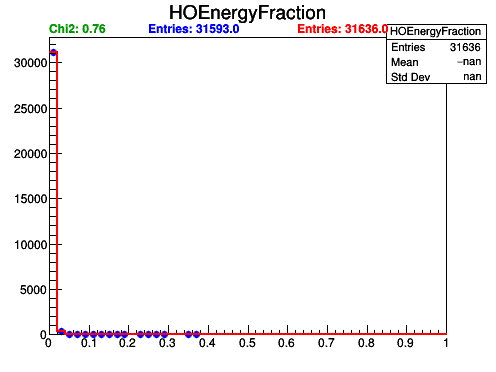 HOEnergyFraction
Chi2: 0.76 Entries: 31593.0 Entries: 31636.0
HOEnergyFraction
Entries 31636
Mean −nan
Std Dev nan
30000
25000
20000
15000
10000
5000
0
0 0.1 0.2 0.3 0.4 0.5 0.6 0.7 0.8 0.9 1